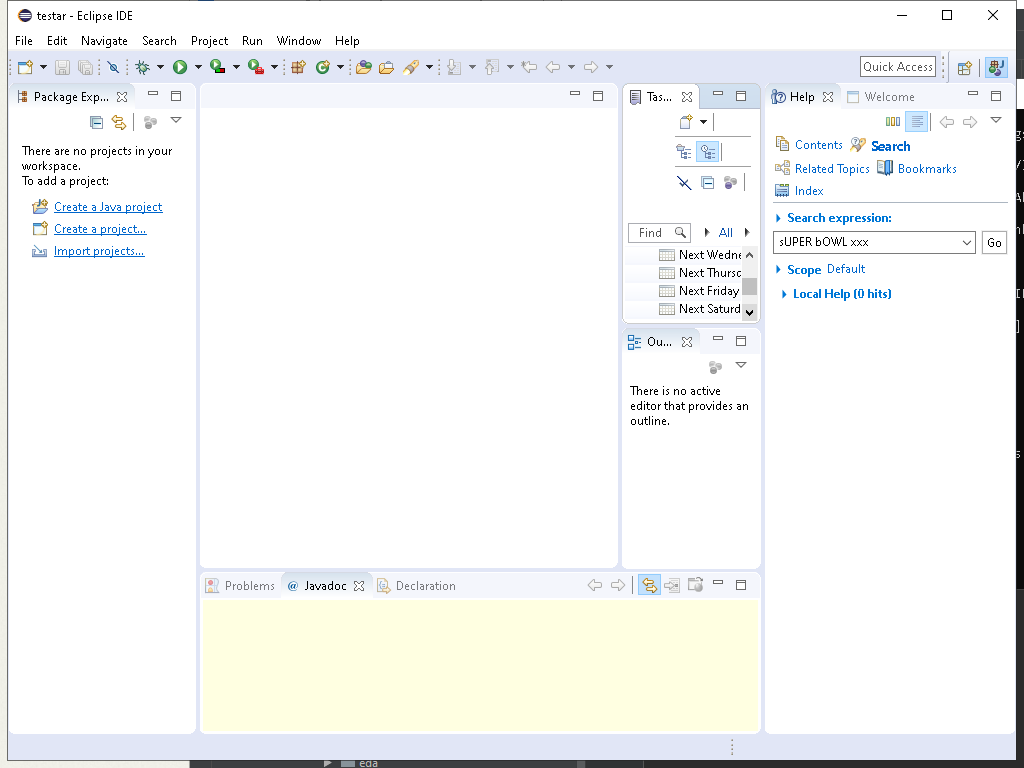 testar - Eclipse IDE
File Edit Navigate Search Project Run Window Help
Quick Access
Package Exp...
There are no projects in your
workspace.
To add a project:
Create a Java project
Create a project...
Import projects...
Tas...
Find
All
Next Wedne
Next Thursd
Next Friday
Next Saturd
Ou...
There is no active
editor that provides an
outline.
Help
Welcome
Contents
Search
Related Topics
Bookmarks
Index
Search expression:
sUPER bOWL xxx
Go
Scope Default
Local Help (0 hits)
Problems
@ Javadoc
Declaration
eda